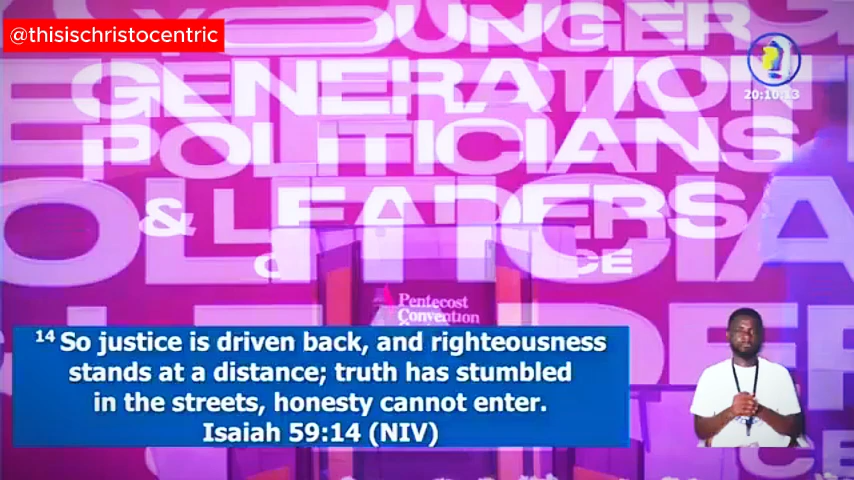 @thisischristocentric
YOUNGER
GENERATION
POLITICIANS
& LEADERS
20:10:13
Pentecost
Convention
14 So justice is driven back, and righteousness
stands at a distance; truth has stumbled
in the streets, honesty cannot enter.
Isaiah 59:14 (NIV)